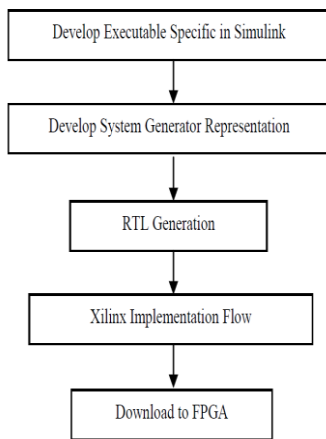 Develop Executable Specific in Simulink
Develop System Generator Representation
RTL Generation
Xilinx Implementation Flow
Download to FPGA